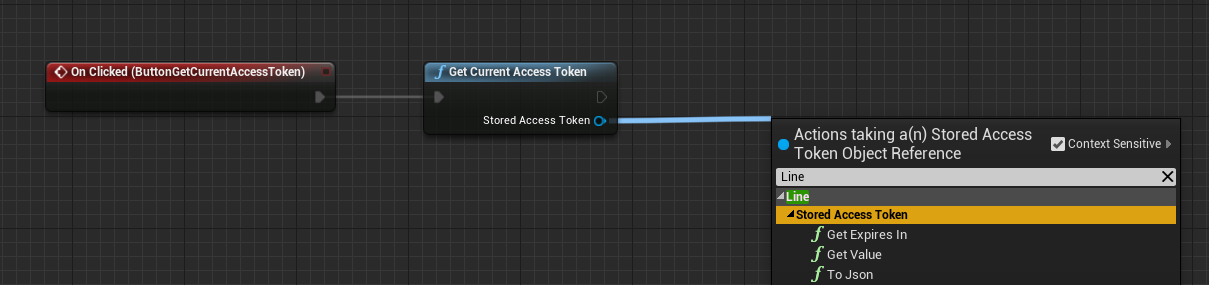 On Clicked (ButtonGetCurrentAccessToken)
Get Current Access Token
Stored Access Token
Actions taking a(n) Stored Access
Token Object Reference
Context Sensitive
Line
Line
Stored Access Token
Get Expires In
Get Value
To Json